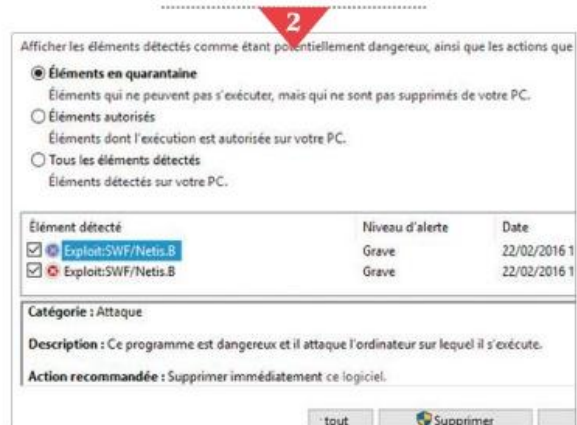 2
Afficher les éléments détectés comme étant potentiellement dangereux, ainsi que les actions que
Éléments en quarantaine
Éléments qui ne peuvent pas s'exécuter, mais qui ne sont pas supprimés de votre PC.
Éléments autorisés
Éléments dont l'exécution est autorisée sur votre PC.
Tous les éléments détectés
Éléments détectés sur votre PC.
Élément détecté Niveau d'alerte Date
Exploit:SWF/Netis.B Grave 22/02/2016 1
Exploit:SWF/Netis.B Grave 22/02/2016 1
Catégorie : Attaque
Description : Ce programme est dangereux et il attaque l'ordinateur sur lequel il s'exécute.
Action recommandée : Supprimer immédiatement ce logiciel.
tout Supprimer